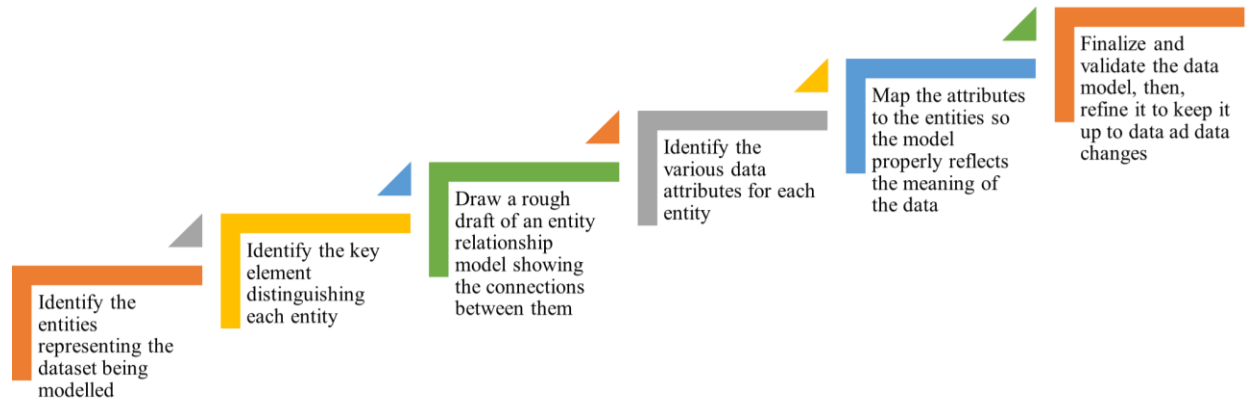 Identify the
entities
representing the
dataset being
modelled
Identify the key
element
distinguishing
each entity
Draw a rough
draft of an entity
relationship
model showing
the connections
between them
Identify the
various data
attributes for each
entity
Map the attributes
to the entities so
the model
properly reflects
the meaning of
the data
Finalize and
validate the data
model, then,
refine it to keep it
up to data ad data
changes